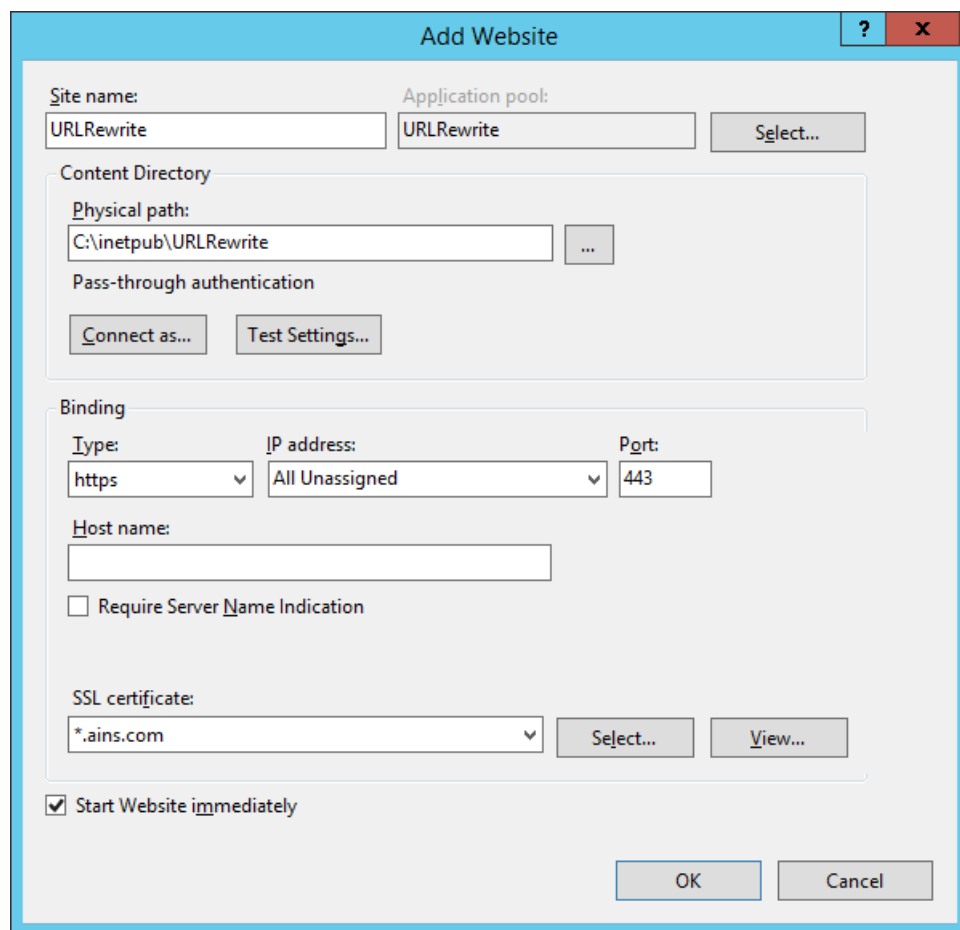 Add Website
?
x
Site name:
Application pool:
URLRewrite
URLRewrite
Select...
Content Directory
Physical path:
C:\inetpub\URLRewrite
...
Pass-through authentication
Connect as...
Test Settings...
Binding
Type:
IP address:
Port:
https
All Unassigned
443
Host name:
Require Server Name Indication
SSL certificate:
*.ains.com
Select...
View...
Start Website immediately
OK
Cancel